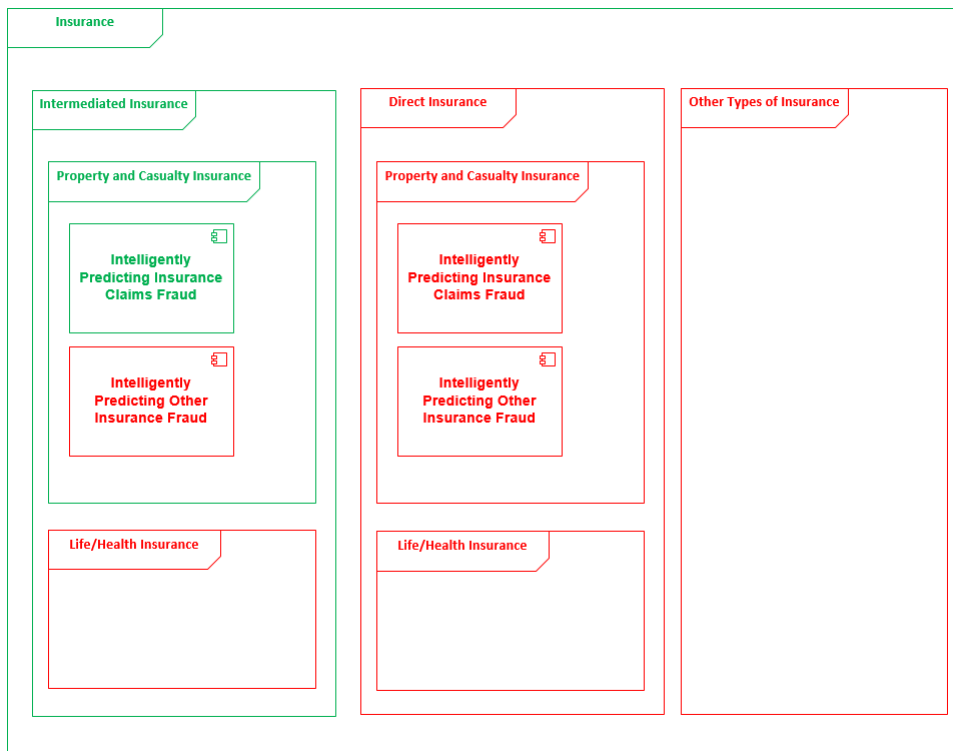 Insurance
Intermediated Insurance
Property and Casualty Insurance
Intelligently
Predicting Insurance
Claims Fraud
Intelligently
Predicting Other
Insurance Fraud
Life/Health Insurance
Direct Insurance
Property and Casualty Insurance
Intelligently
Predicting Insurance
Claims Fraud
Intelligently
Predicting Other
Insurance Fraud
Life/Health Insurance
Other Types of Insurance